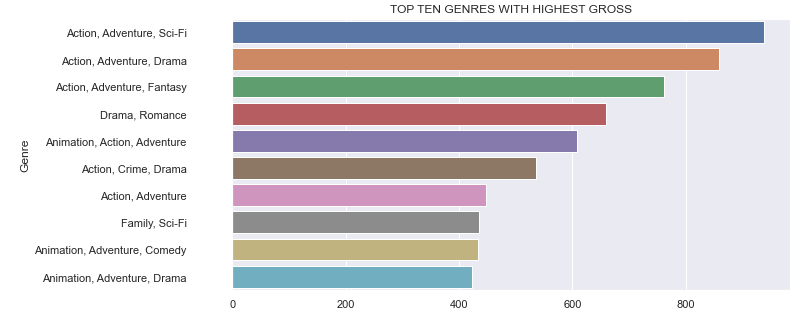 TOP TEN GENRES WITH HIGHEST GROSS
Action, Adventure, Sci-Fi
Action, Adventure, Drama
Action, Adventure, Fantasy
Drama, Romance
Animation, Action, Adventure
Action, Crime, Drama
Action, Adventure
Family, Sci-Fi
Animation, Adventure, Comedy
Animation, Adventure, Drama
Genre
0 200 400 600 800